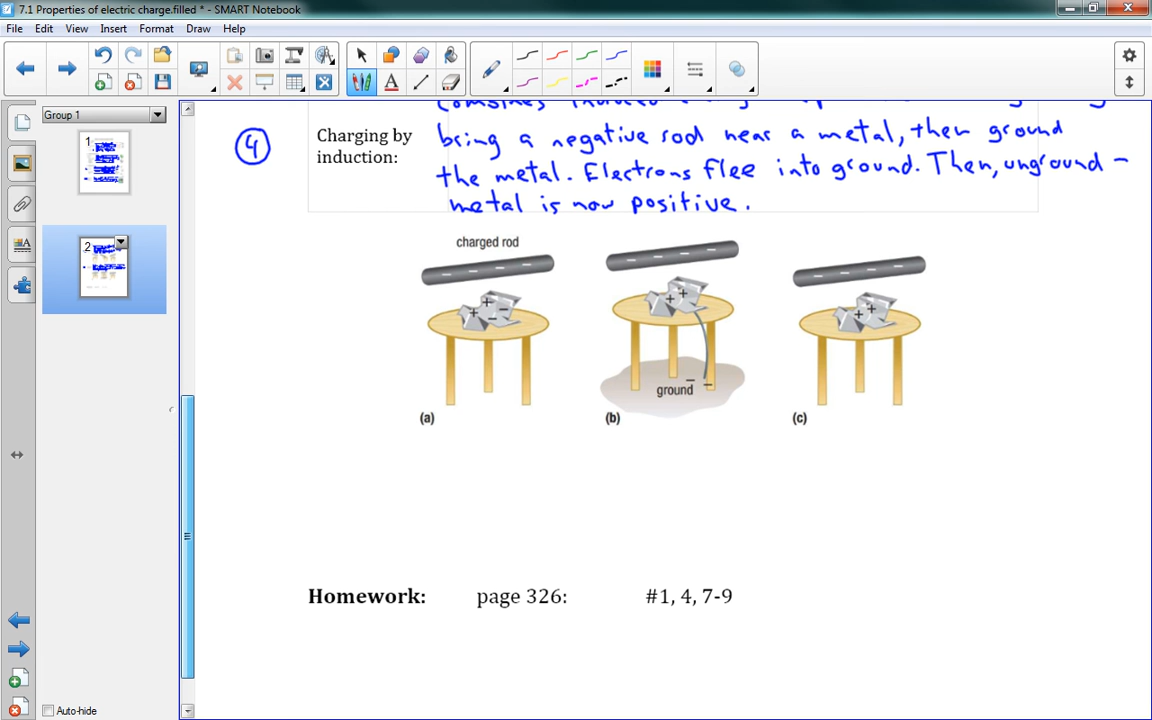 7.1 Properties of electric charge.filled * - SMART Notebook
File Edit View Insert Format Draw Help
Group 1
1
2
Auto-hide
combines induced
4
Charging by
induction:
bring a negative rod near a metal, then ground
the metal. Electrons flee into ground. Then, unground -
metal is now positive.
charged rod
ground
(a) (b) (c)
Homework: page 326: #1, 4, 7-9